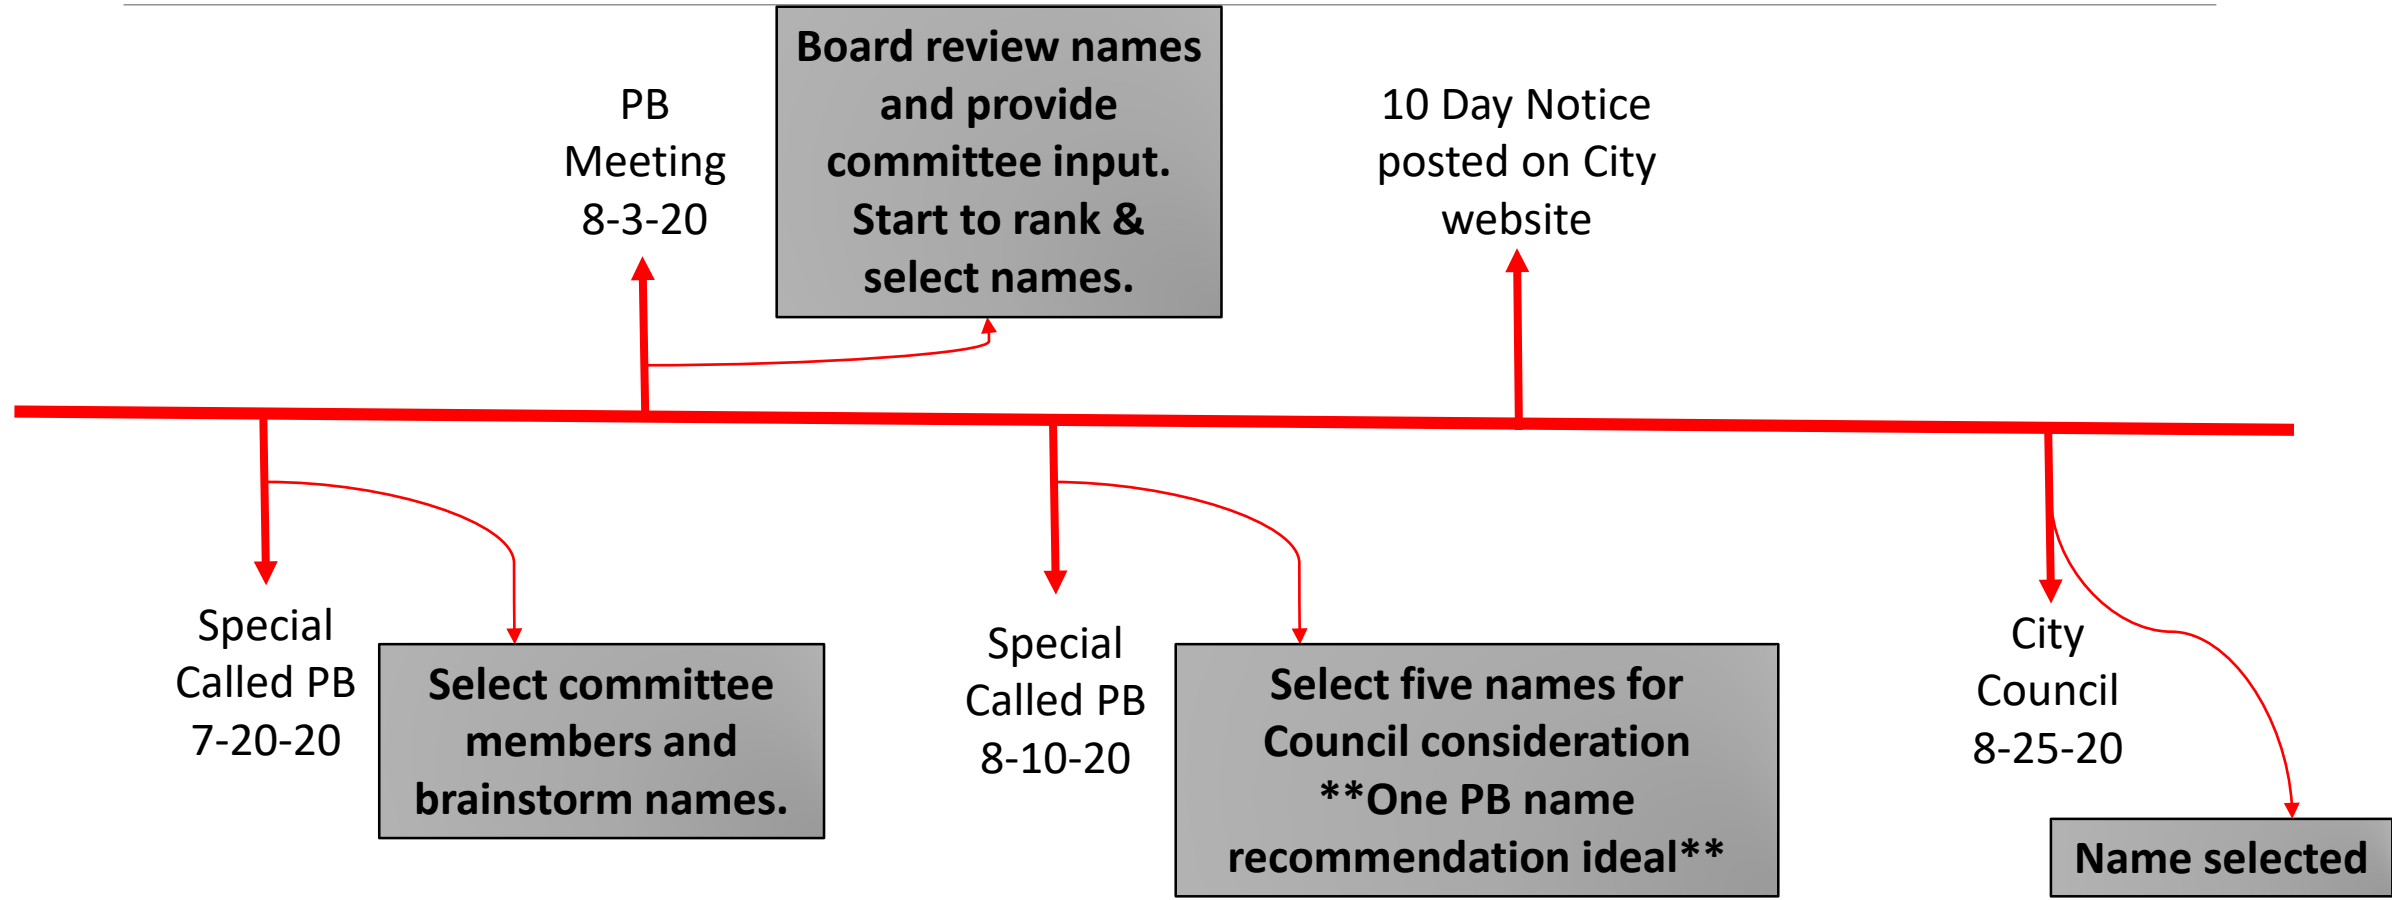 Board review names
and provide
committee input.
Start to rank &
select names.
PB
Meeting
8-3-20
10 Day Notice
posted on City
website
Special
Called PB
7-20-20
Select committee
members and
brainstorm names.
Special
Called PB
8-10-20
Select five names for
Council consideration
**One PB name
recommendation ideal**
City
Council
8-25-20
Name selected